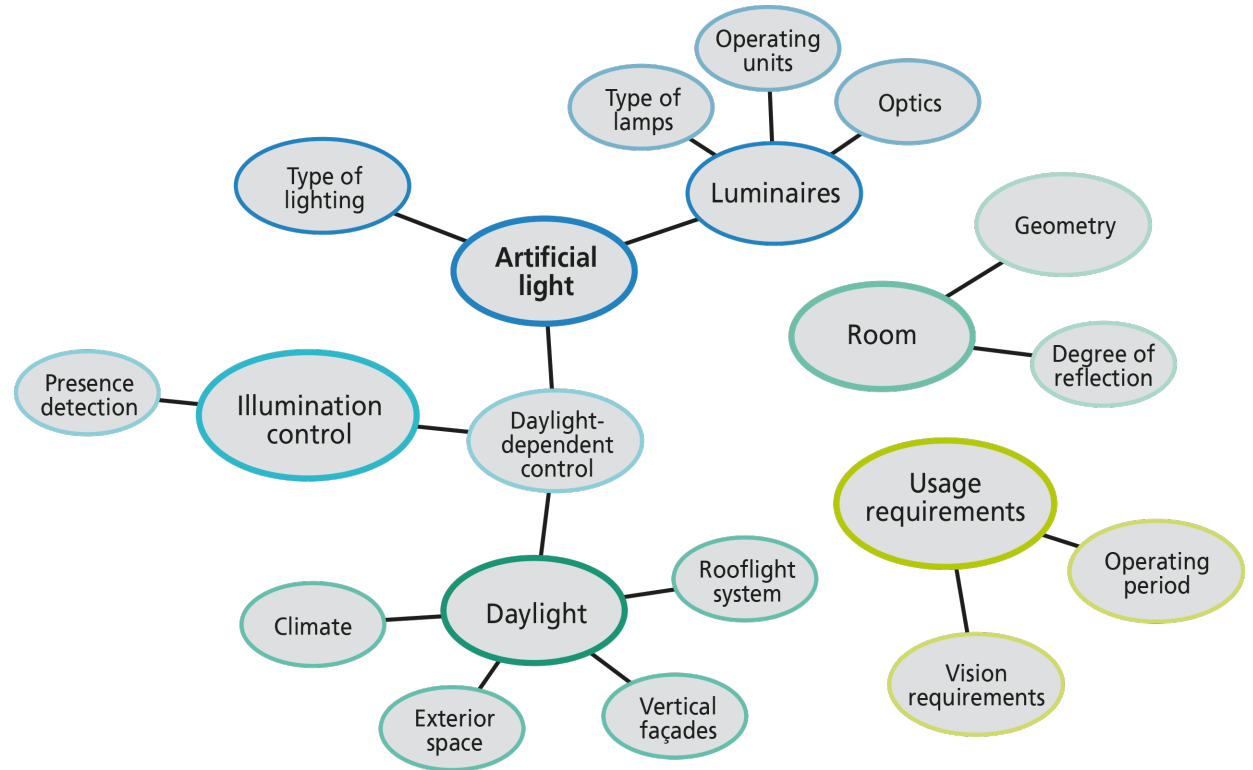 Operating
units
Type of
lamps
Optics
Type of
lighting
Luminaires
Geometry
Artificial
light
Room
Degree of
reflection
Presence
detection
Illumination
control
Daylight-
dependent
control
Usage
requirements
Operating
period
Rooflight
system
Daylight
Climate
Vision
requirements
Exterior
space
Vertical
façades